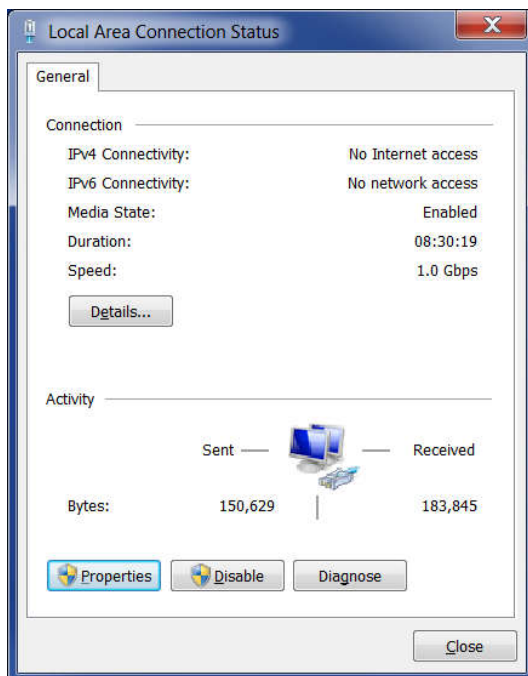 Local Area Connection Status
General
Connection
IPv4 Connectivity: No Internet access
IPv6 Connectivity: No network access
Media State: Enabled
Duration: 08:30:19
Speed: 1.0 Gbps
Details...
Activity
Sent Received
Bytes: 150,629 183,845
Properties Disable Diagnose
Close